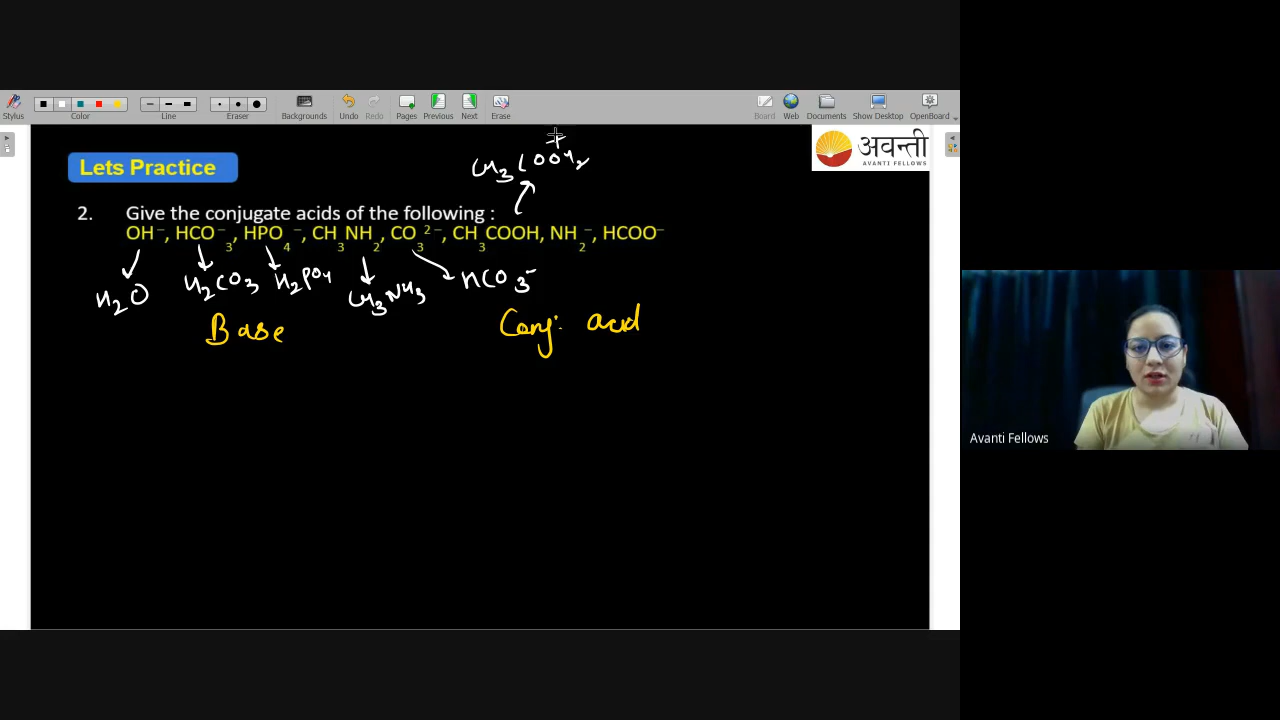 Stylus Color Line Eraser Backgrounds Undo Redo Pages Previous Next Erase Board Web Documents Show Desktop OpenBoard
अवन्ती
AVANTI FELLOWS
Lets Practice
CH₃COOH₂⁺
2. Give the conjugate acids of the following :
OH⁻, HCO₃⁻, HPO₄⁻, CH₃NH₂, CO₃²⁻, CH₃COOH, NH₂⁻, HCOO⁻
H₂O H₂CO₃ H₂PO₄ CH₃NH₃ HCO₃⁻
Base Conj. acid
Avanti Fellows